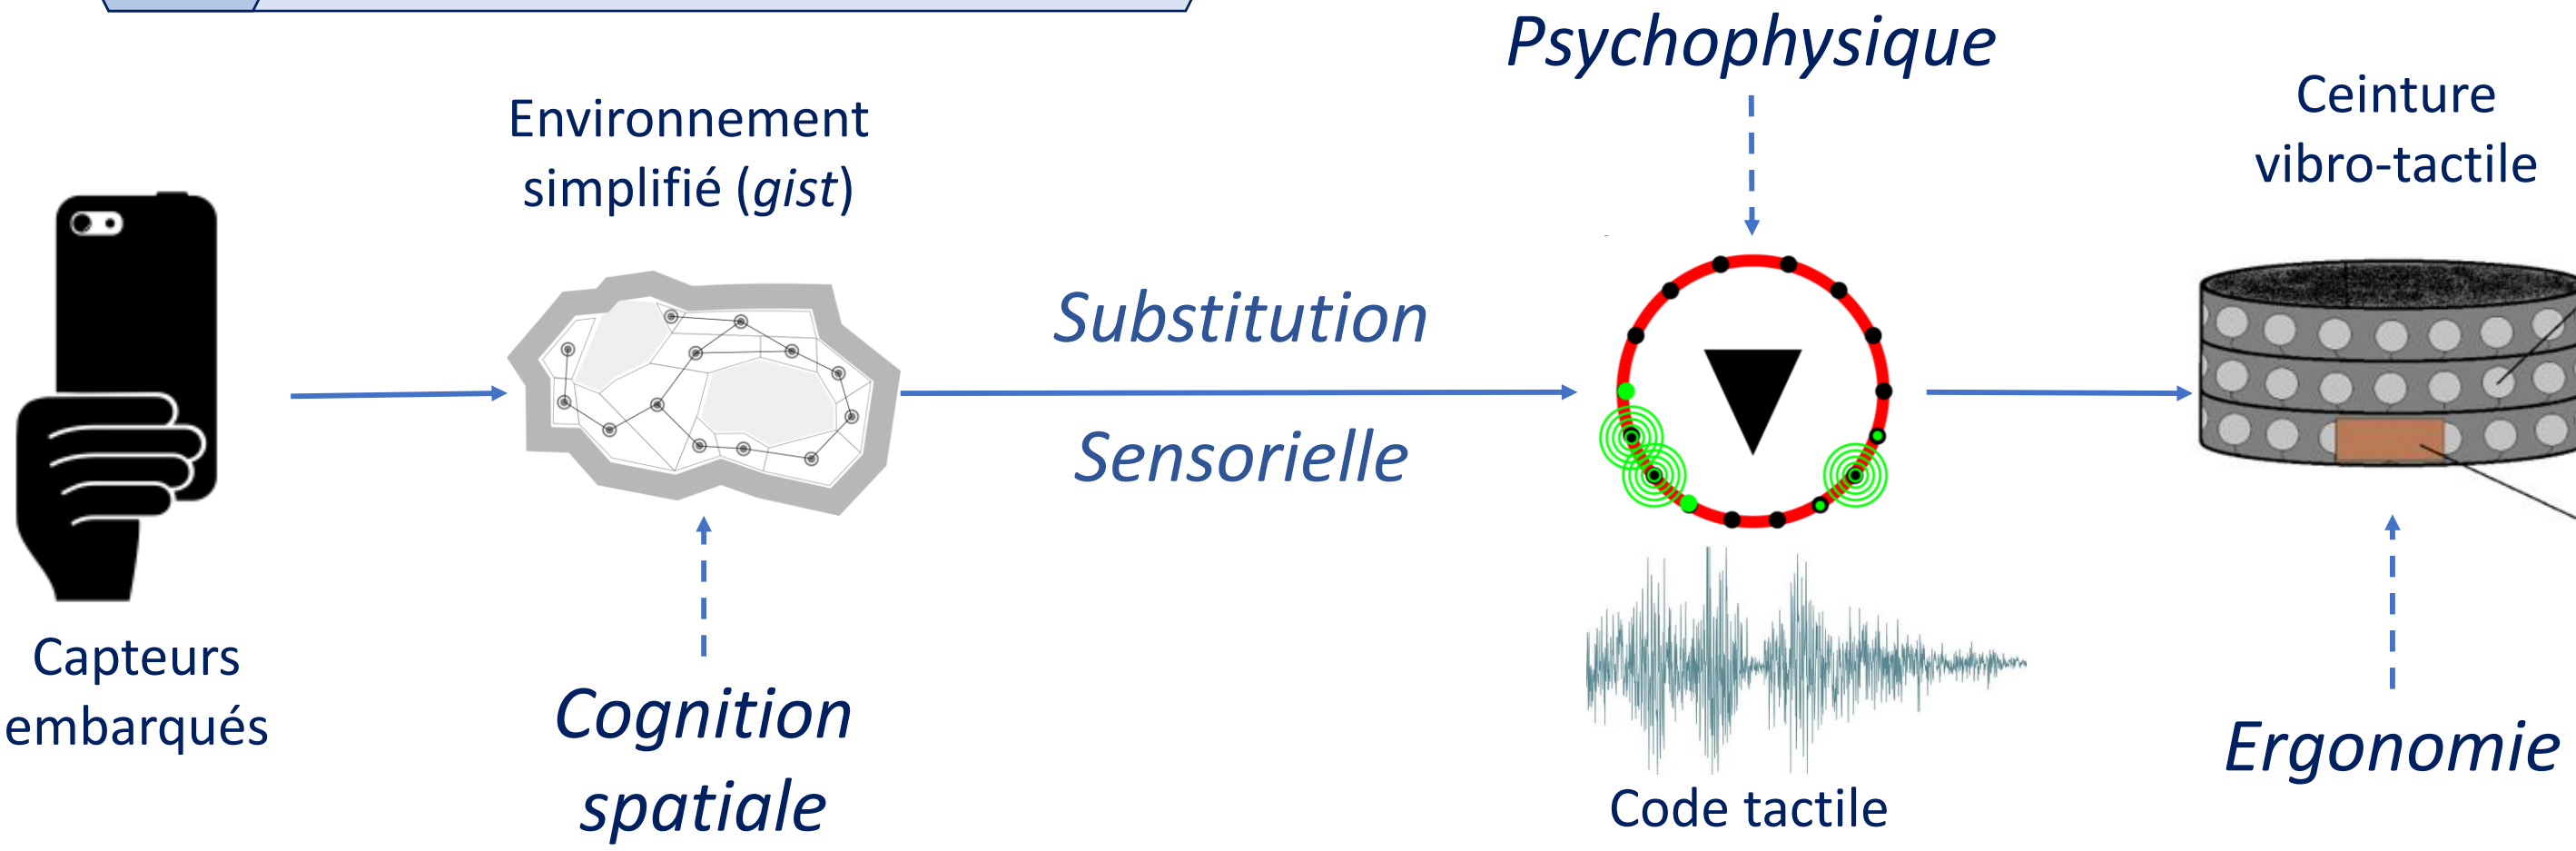 Psychophysique
Environnement
simplifié (gist)
Ceinture
vibro-tactile
Substitution
Sensorielle
Capteurs
embarqués
Cognition
spatiale
Code tactile
Ergonomie